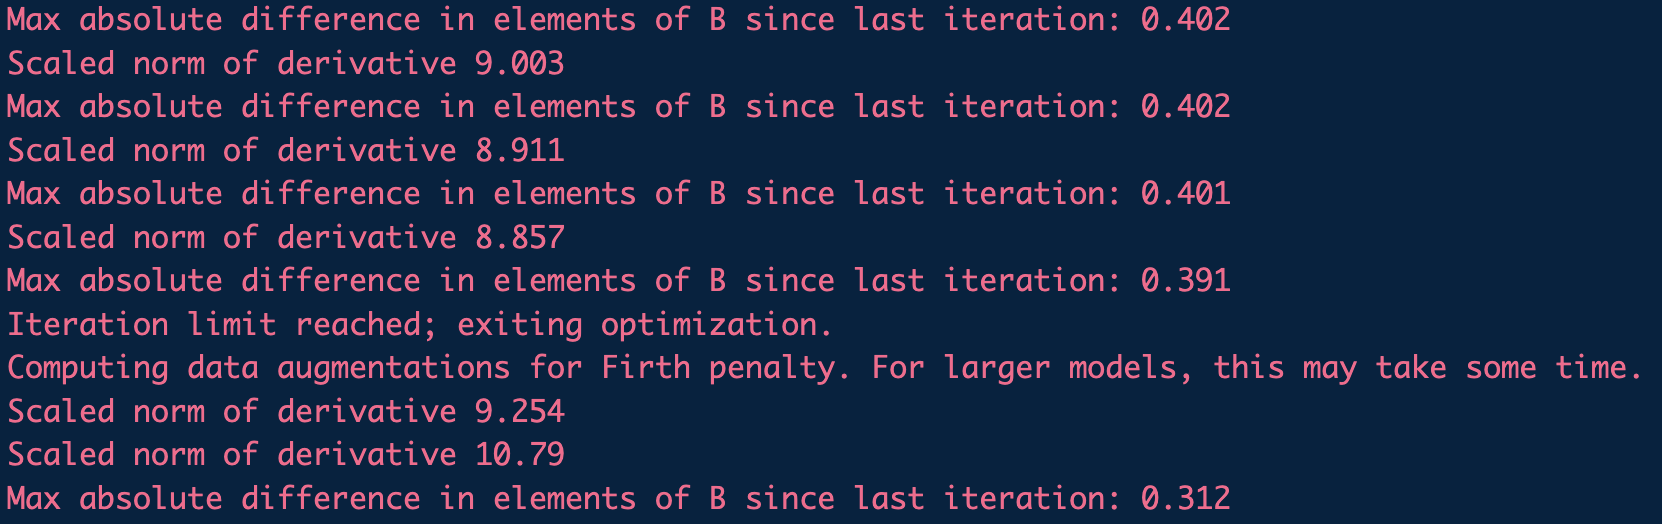 Max absolute difference in elements of B since last iteration: 0.402
Scaled norm of derivative 9.003
Max absolute difference in elements of B since last iteration: 0.402
Scaled norm of derivative 8.911
Max absolute difference in elements of B since last iteration: 0.401
Scaled norm of derivative 8.857
Max absolute difference in elements of B since last iteration: 0.391
Iteration limit reached; exiting optimization.
Computing data augmentations for Firth penalty. For larger models, this may take some time.
Scaled norm of derivative 9.254
Scaled norm of derivative 10.79
Max absolute difference in elements of B since last iteration: 0.312